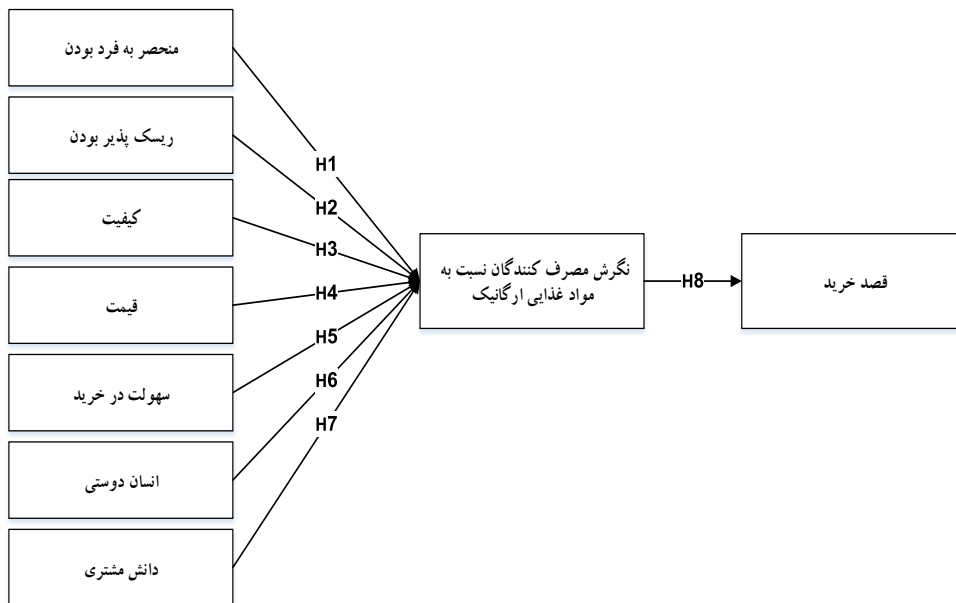 منحصر به فرد بودن
ریسک پذیر بودن
کیفیت
قیمت
سهولت در خرید
انسان دوستی
دانش مشتری
H1
H2
H3
H4
H5
H6
H7
نگرش مصرف کنندگان نسبت به
مواد غذایی ارگانیک
H8
قصد خرید